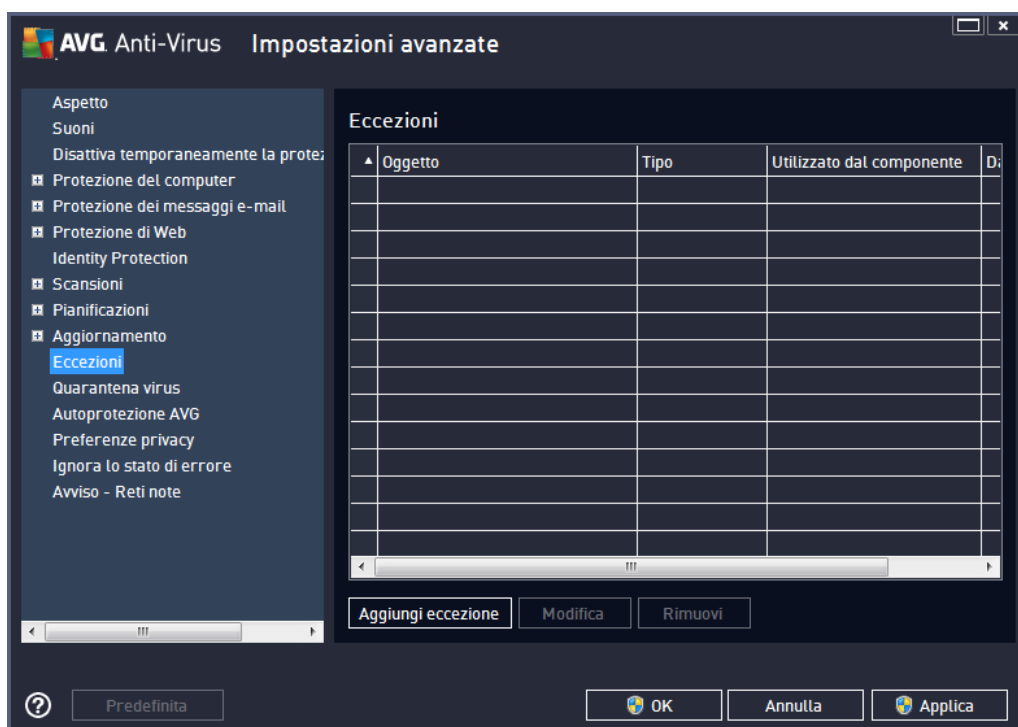 AVG. Anti-Virus Impostazioni avanzate
Aspetto
Suoni
Disattiva temporaneamente la protez
Protezione del computer
Protezione dei messaggi e-mail
Protezione di Web
Identity Protection
Scansioni
Pianificazioni
Aggiornamento
Eccezioni
Quarantena virus
Autoprotezione AVG
Preferenze privacy
Ignora lo stato di errore
Avviso - Reti note
Eccezioni
Oggetto Tipo Utilizzato dal componente
Aggiungi eccezione Modifica Rimuovi
Predefinita OK Annulla Applica